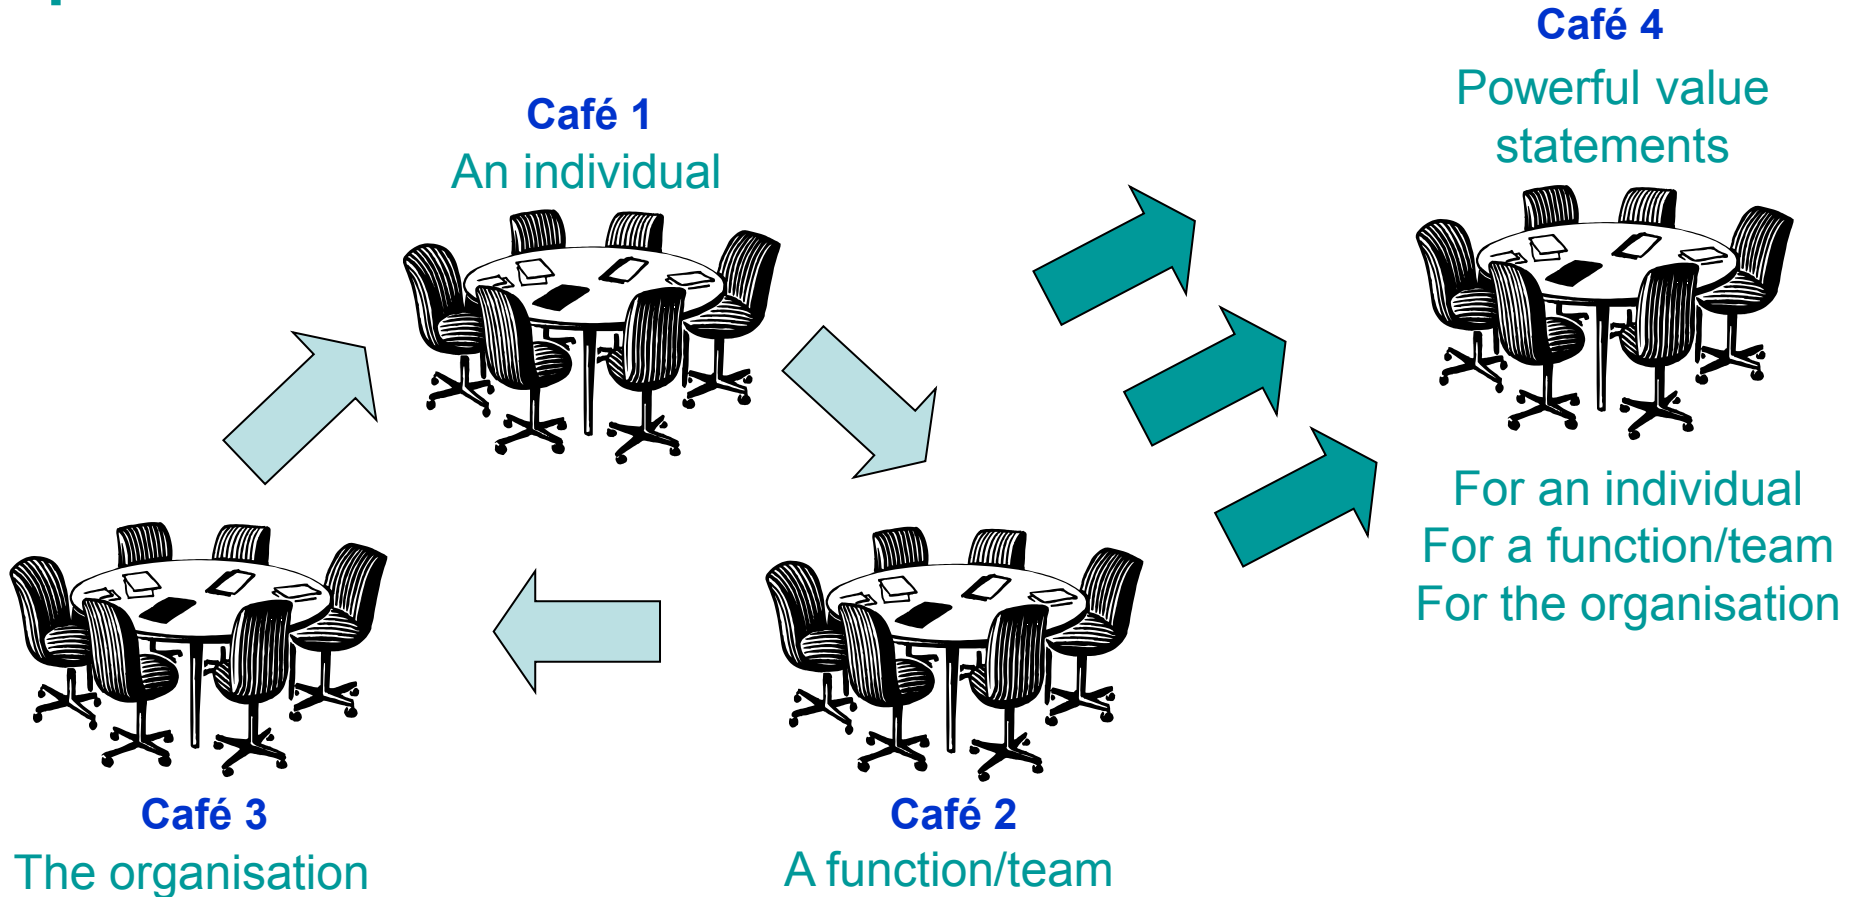 Café 1
An individual
Café 4
Powerful value
statements
For an individual
For a function/team
For the organisation
Café 3
The organisation
Café 2
A function/team